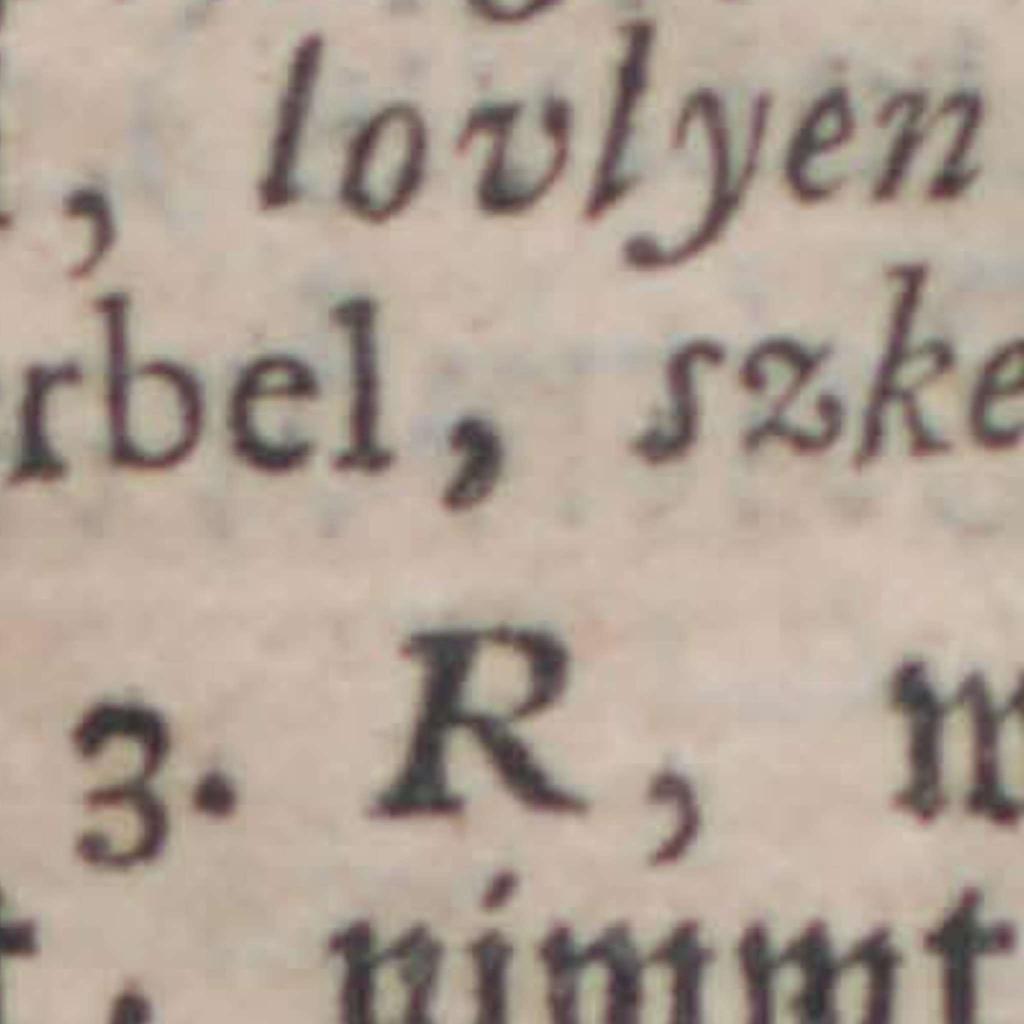 , lovlyen
rbel, szke
3. R, m
nimmt